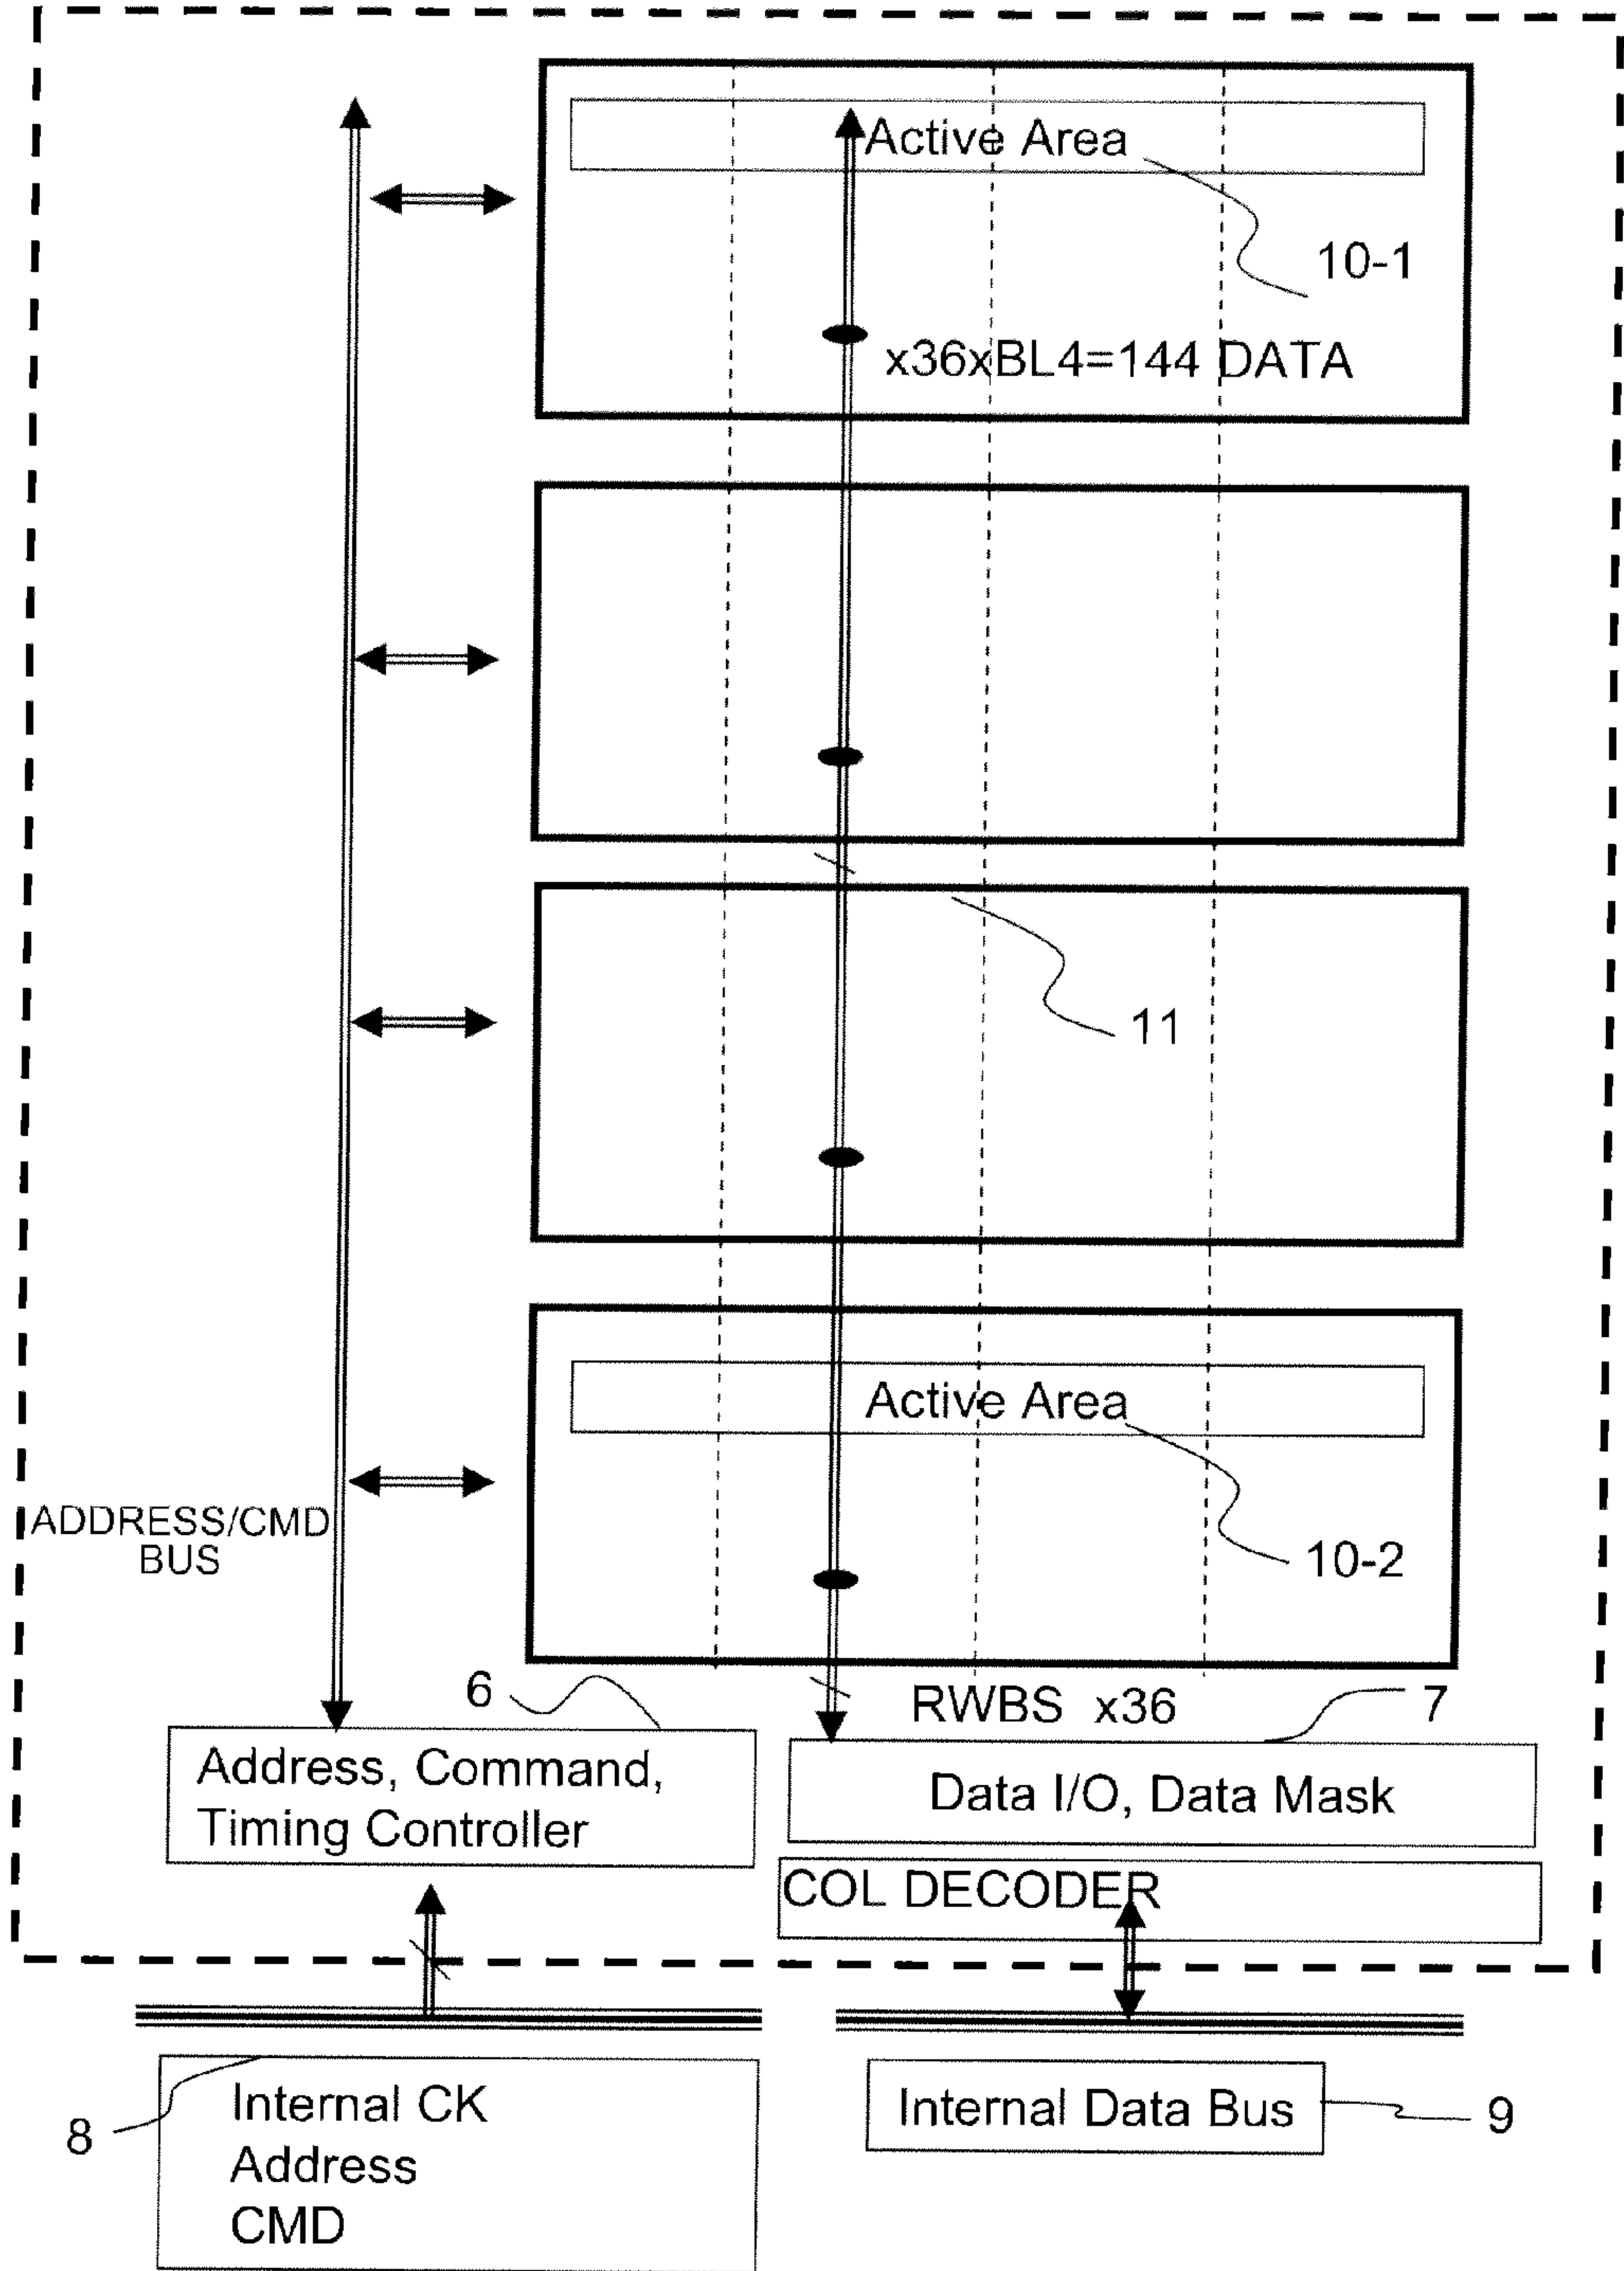 Active Area
10-1
x36xBL4=144 DATA
11
Active Area
10-2
ADDRESS/CMD
BUS
6
RWBS x36
7
Address, Command,
Timing Controller
Data I/O, Data Mask
COL DECODER
8
Internal CK
Address
CMD
Internal Data Bus
9